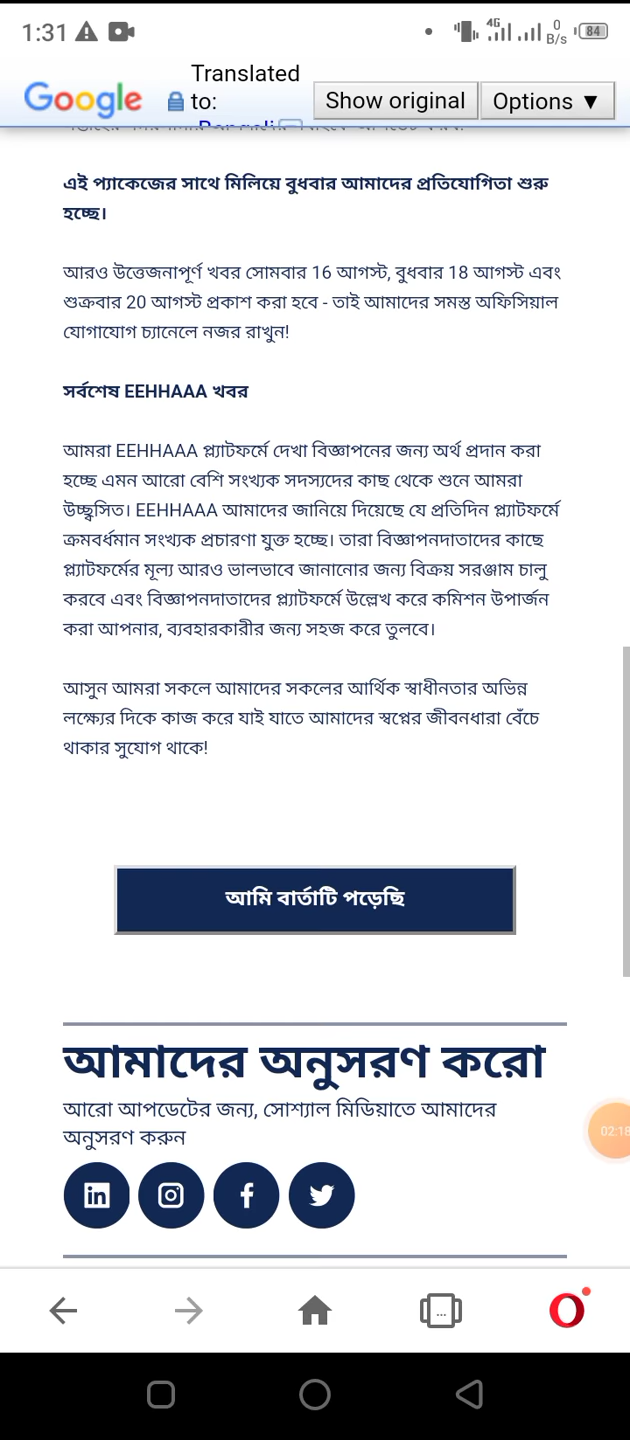 1:31
4G
0 B/s
84
Google
Translated to:
Show original
Options ▼
Bengali
এই প্যাকেজের সাথে মিলিয়ে বুধবার আমাদের প্রতিযোগিতা শুরু
হচ্ছে।
আরও উত্তেজনাপূর্ণ খবর সোমবার 16 আগস্ট, বুধবার 18 আগস্ট এবং
শুক্রবার 20 আগস্ট প্রকাশ করা হবে - তাই আমাদের সমস্ত অফিসিয়াল
যোগাযোগ চ্যানেলে নজর রাখুন!
সর্বশেষ EEHHAAA খবর
আমরা EEHHAAA প্ল্যাটফর্মে দেখা বিজ্ঞাপনের জন্য অর্থ প্রদান করা
হচ্ছে এমন আরো বেশি সংখ্যক সদস্যদের কাছ থেকে শুনে আমরা
উচ্ছ্বসিত। EEHHAAA আমাদের জানিয়ে দিয়েছে যে প্রতিদিন প্ল্যাটফর্মে
ক্রমবর্ধমান সংখ্যক প্রচারণা যুক্ত হচ্ছে। তারা বিজ্ঞাপনদাতাদের কাছে
প্ল্যাটফর্মের মূল্য আরও ভালভাবে জানানোর জন্য বিক্রয় সরঞ্জাম চালু
করবে এবং বিজ্ঞাপনদাতাদের প্ল্যাটফর্মে উল্লেখ করে কমিশন উপার্জন
করা আপনার, ব্যবহারকারীর জন্য সহজ করে তুলবে।
আসুন আমরা সকলে আমাদের সকলের আর্থিক স্বাধীনতার অভিন্ন
লক্ষ্যের দিকে কাজ করে যাই যাতে আমাদের স্বপ্নের জীবনধারা বেঁচে
থাকার সুযোগ থাকে!
আমি বার্তাটি পড়েছি
আমাদের অনুসরণ করো
আরো আপডেটের জন্য, সোশ্যাল মিডিয়াতে আমাদের
অনুসরণ করুন
02:18